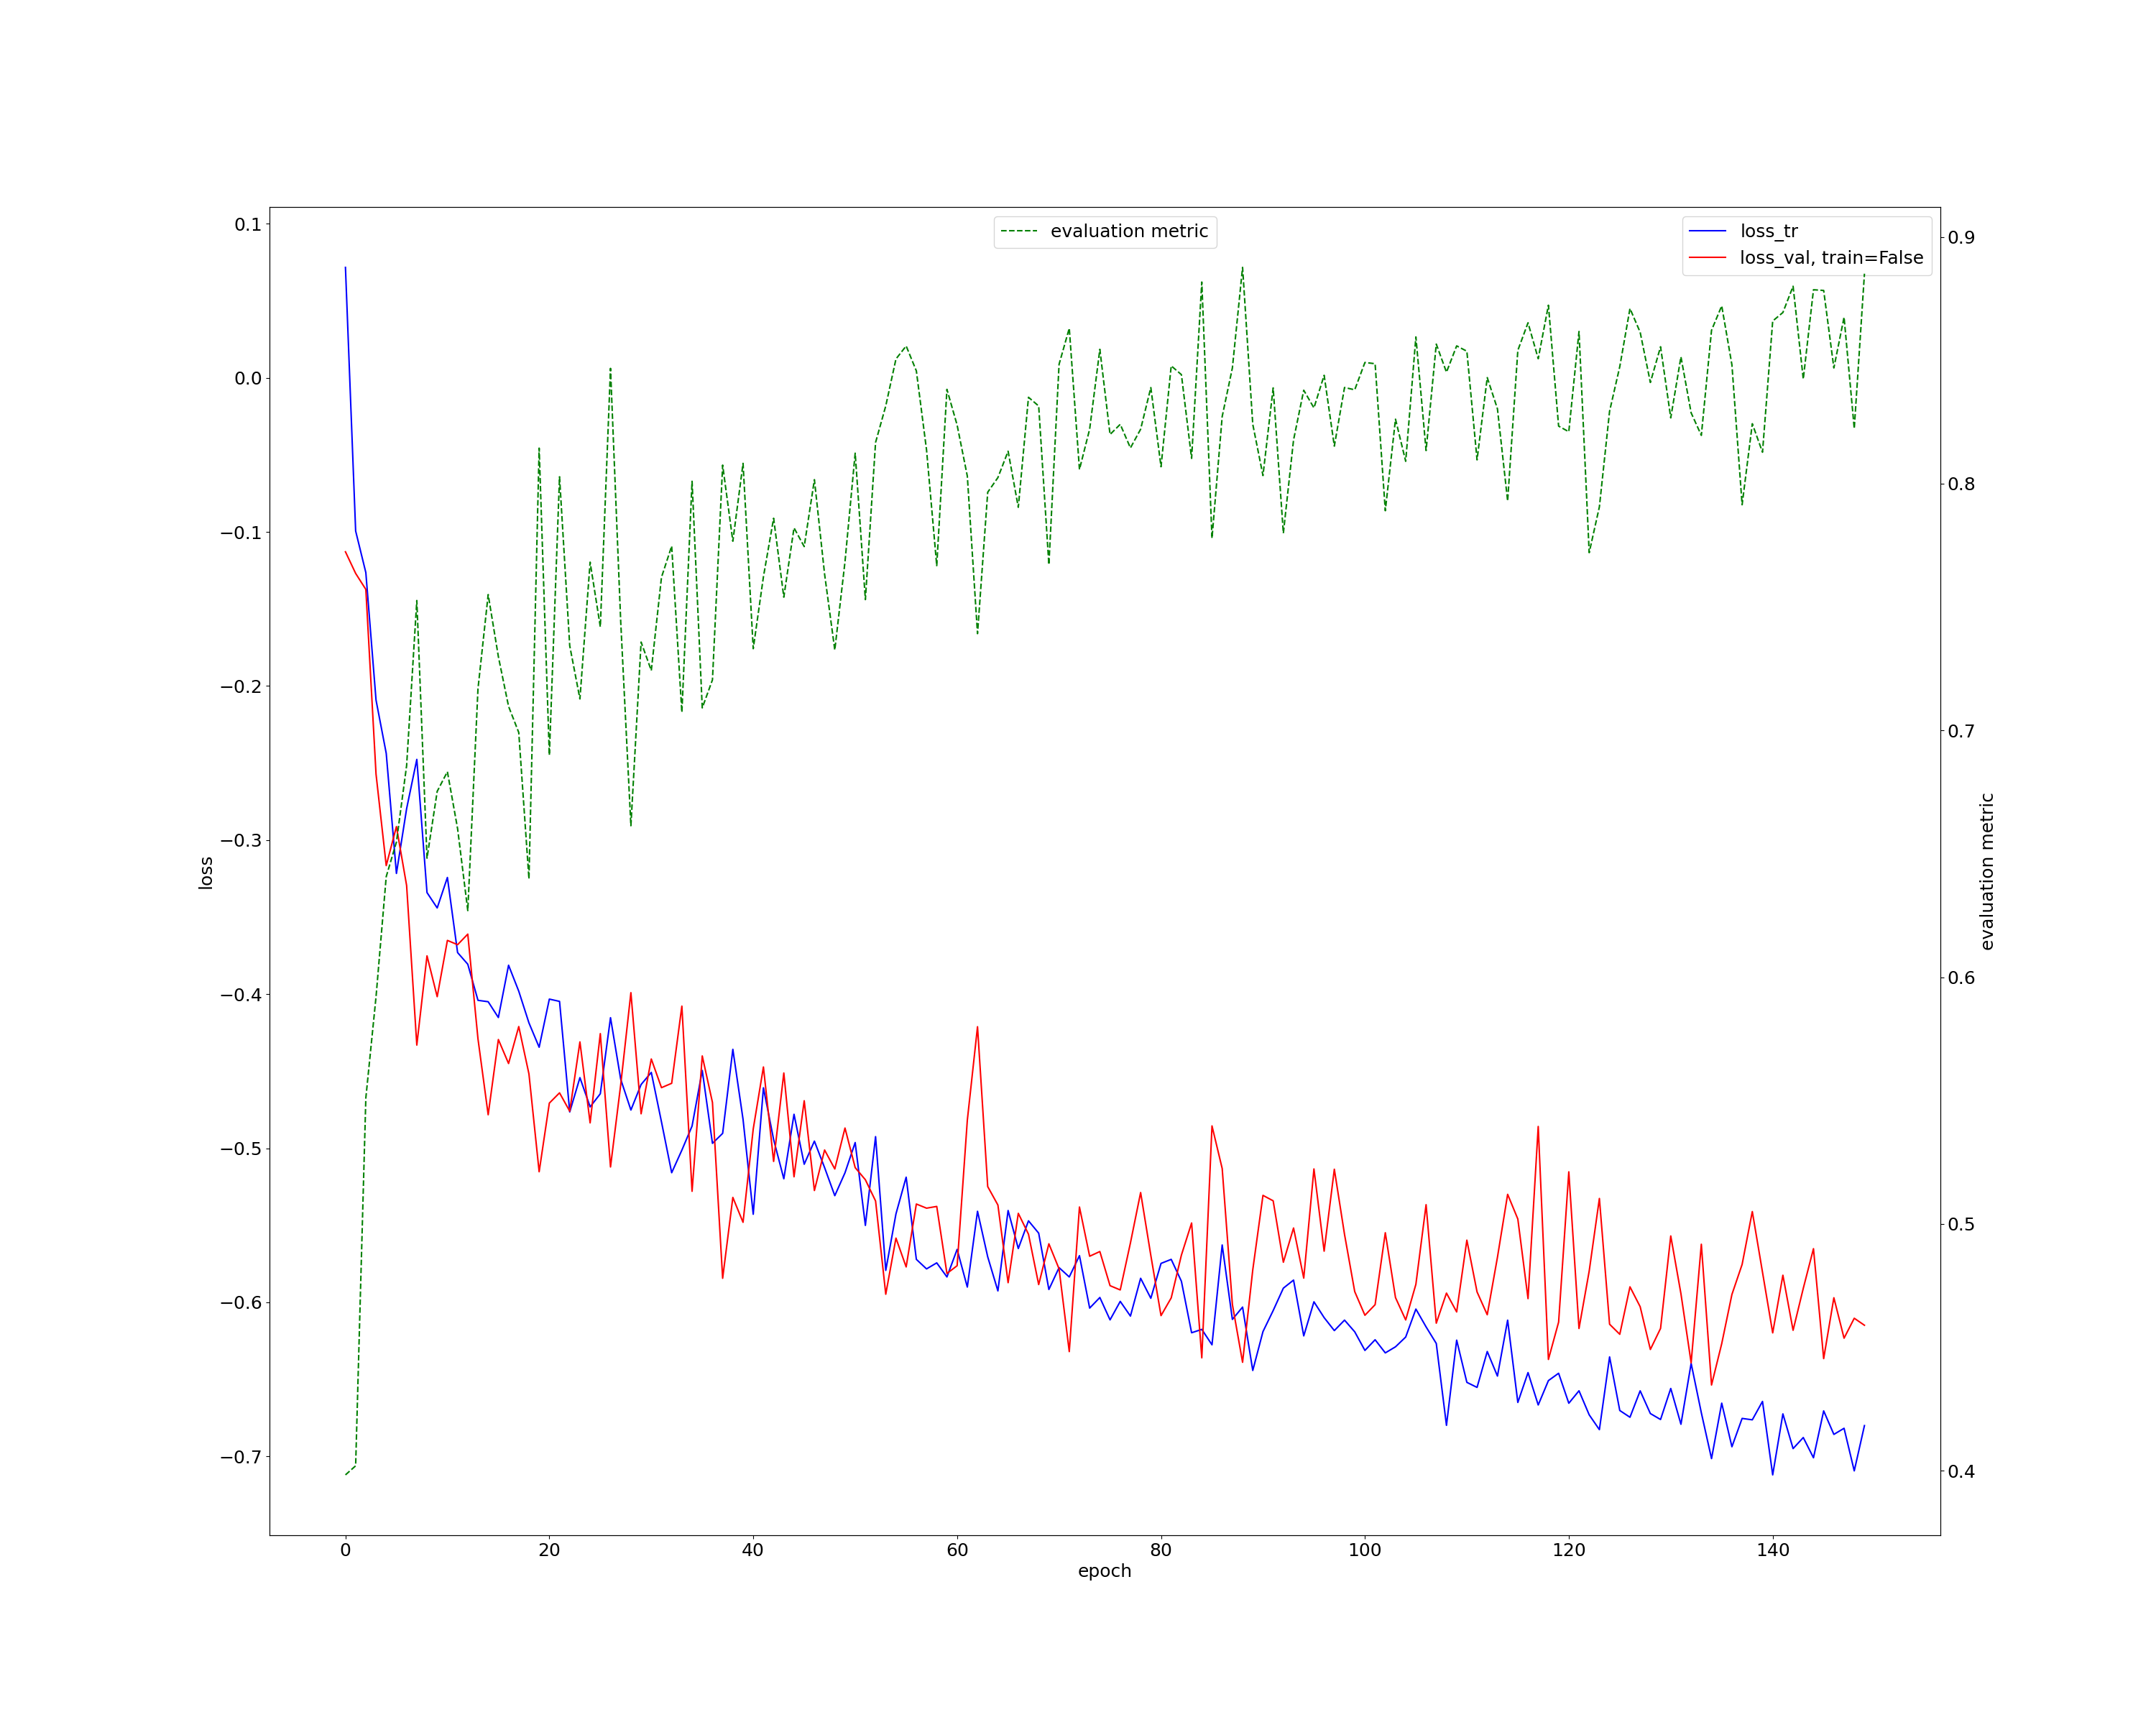 evaluation metric
loss_tr
loss_val, train=False
0.1
0.0
−0.1
−0.2
−0.3
−0.4
−0.5
−0.6
−0.7
loss
0.9
0.8
0.7
0.6
0.5
0.4
evaluation metric
0 20 40 60 80 100 120 140
epoch